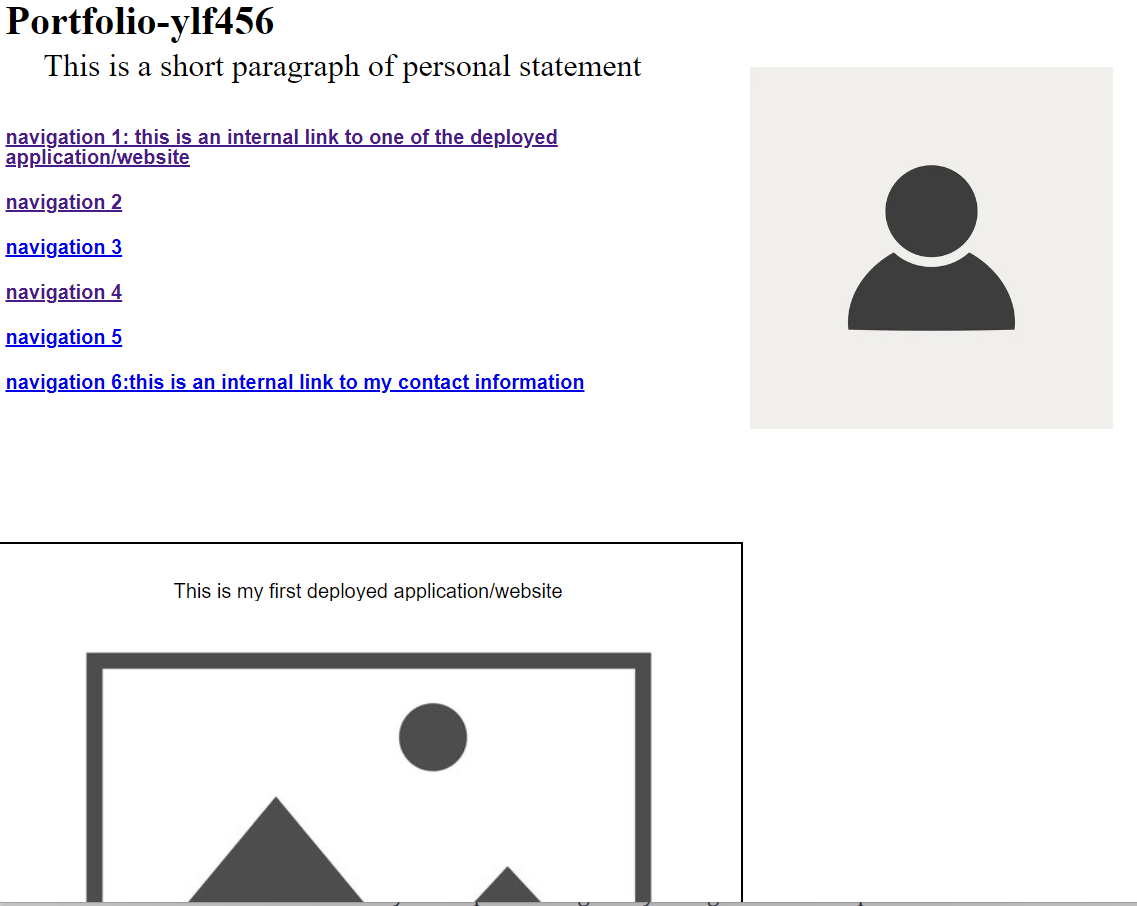 Portfolio-ylf456
This is a short paragraph of personal statement
navigation 1: this is an internal link to one of the deployed
application/website
navigation 2
navigation 3
navigation 4
navigation 5
navigation 6:this is an internal link to my contact information
This is my first deployed application/website